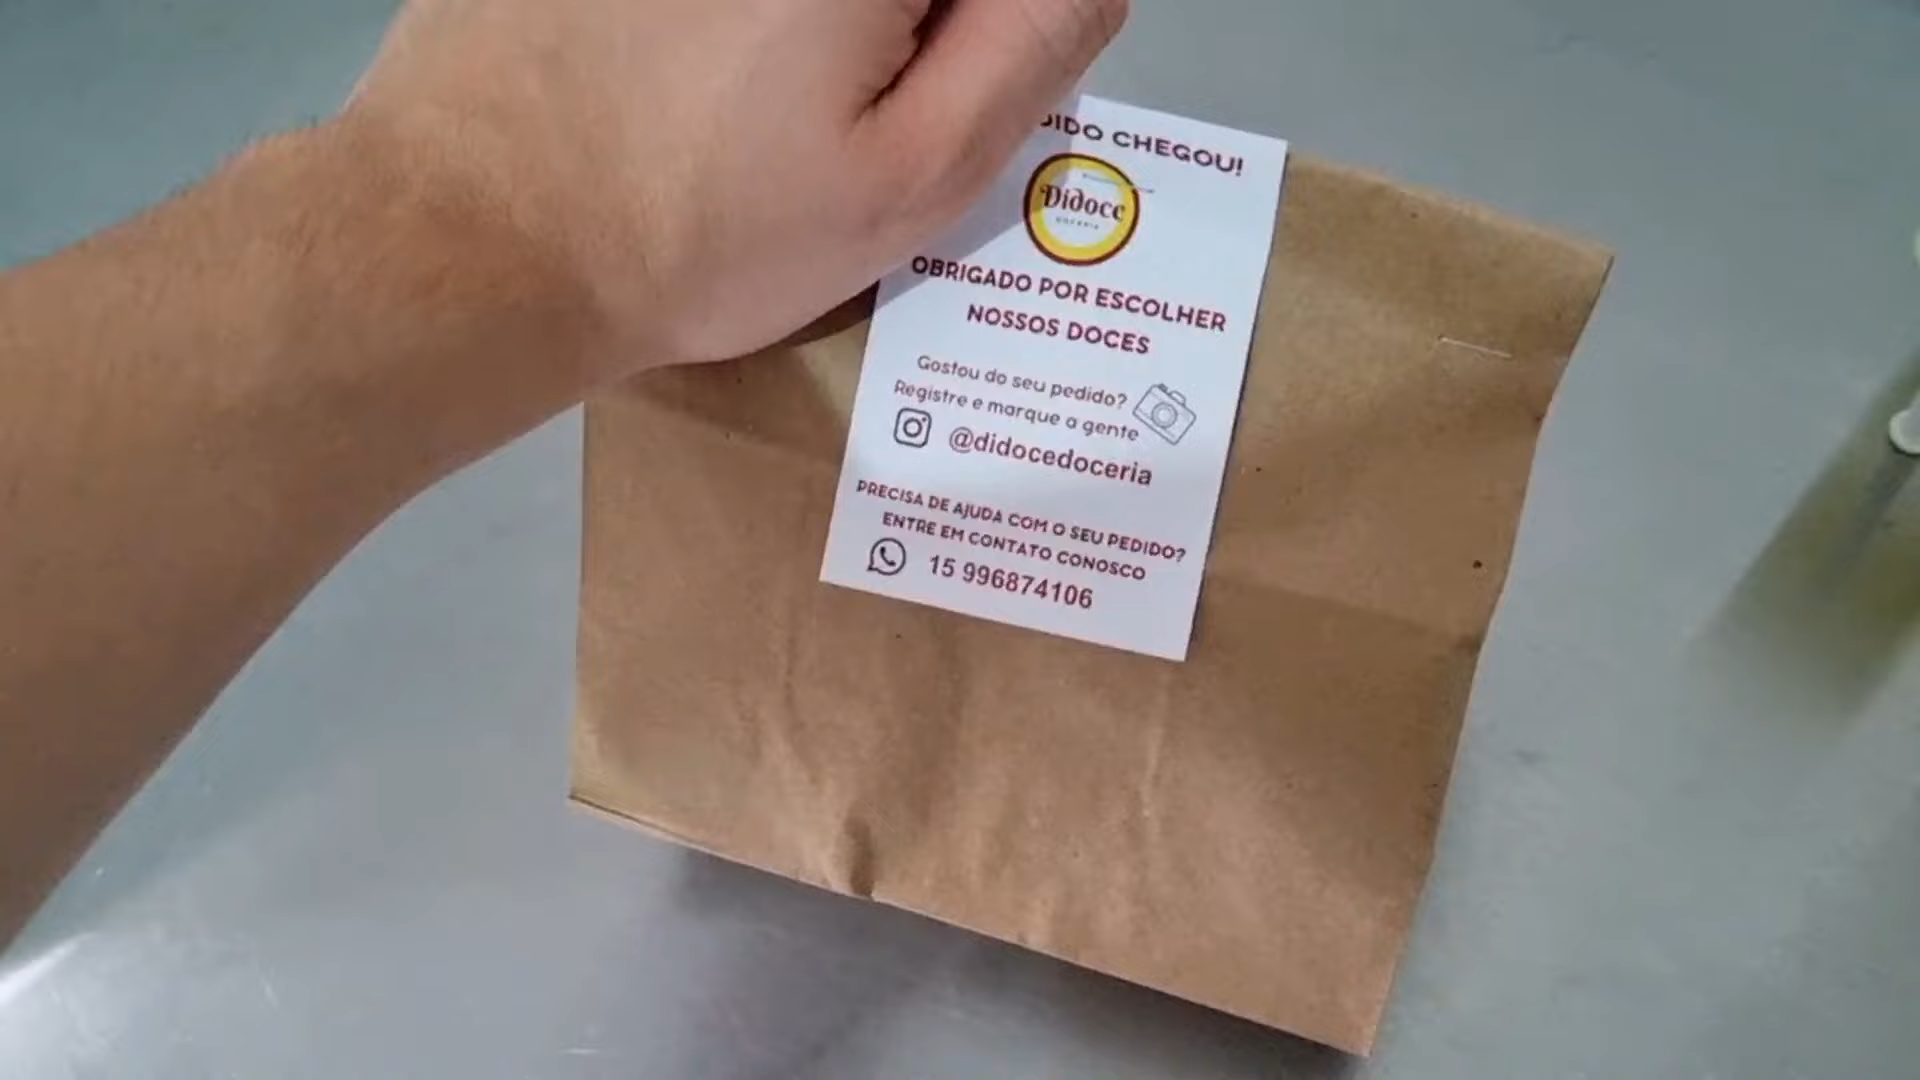 CHEGOU!
Didoce
OBRIGADO POR ESCOLHER
NOSSOS DOCES
Gostou do seu pedido?
Registre e marque a gente
@didocedoceria
PRECISA DE AJUDA COM O SEU PEDIDO?
ENTRE EM CONTATO CONOSCO
15 996874106